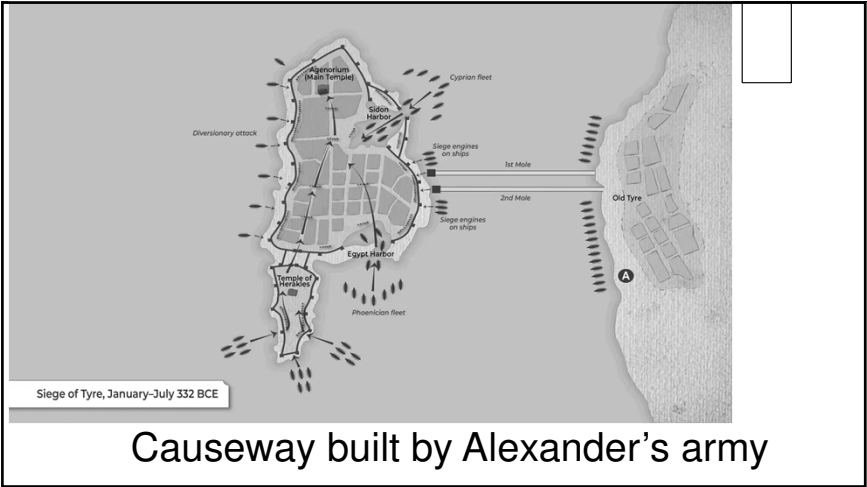 Agenorium
(Main Temple)
Cyprian fleet
Sidon
Harbor
Diversionary attack
Siege engines
on ships
1st Mole
2nd Mole
Old Tyre
Siege engines
on ships
Egypt Harbor
A
Temple of
Herakles
Phoenician fleet
Siege of Tyre, January–July 332 BCE
Causeway built by Alexander’s army